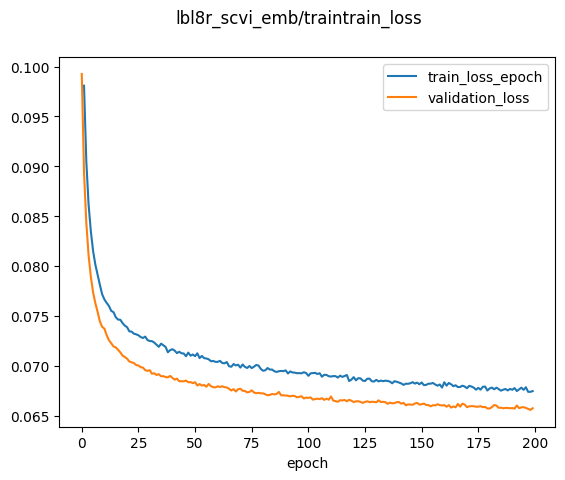 lbl8r_scvi_emb/traintrain_loss
0.100
0.095
0.090
0.085
0.080
0.075
0.070
0.065
train_loss_epoch
validation_loss
0 25 50 75 100 125 150 175 200
epoch